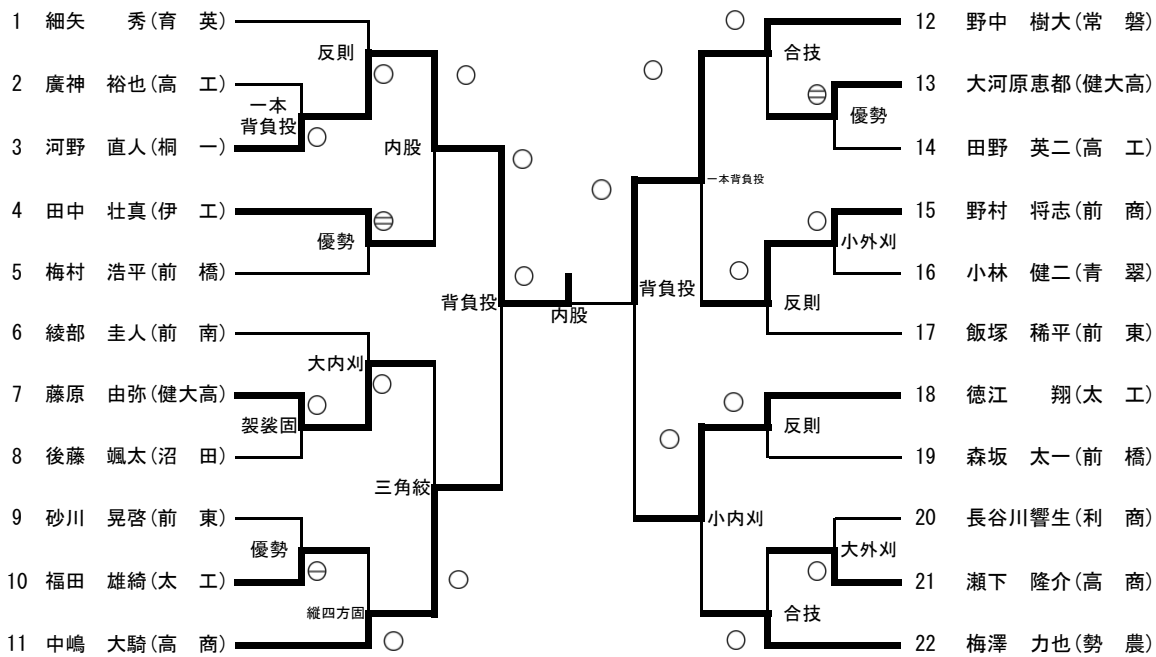 1 細矢　　秀(育　英)
2 廣神　裕也(高　工)
3 河野　直人(桐　一)
4 田中　壮真(伊　工)
5 梅村　浩平(前　橋)
6 綾部　圭人(前　南)
7 藤原　由弥(健大高)
8 後藤　颯太(沼　田)
9 砂川　晃啓(前　東)
10 福田　雄綺(太　工)
11 中嶋　大騎(高　商)
反則
一本
背負投
内股
優勢
背負投
大内刈
袈裟固
三角絞
優勢
縦四方固
内股
合技
優勢
一本背負投
小外刈
背負投
反則
反則
小内刈
大外刈
合技
12 野中　樹大(常　磐)
13 大河原恵都(健大高)
14 田野　英二(高　工)
15 野村　将志(前　商)
16 小林　健二(青　翠)
17 飯塚　稀平(前　東)
18 徳江　　翔(太　工)
19 森坂　太一(前　橋)
20 長谷川響生(利　商)
21 瀬下　隆介(高　商)
22 梅澤　力也(勢　農)